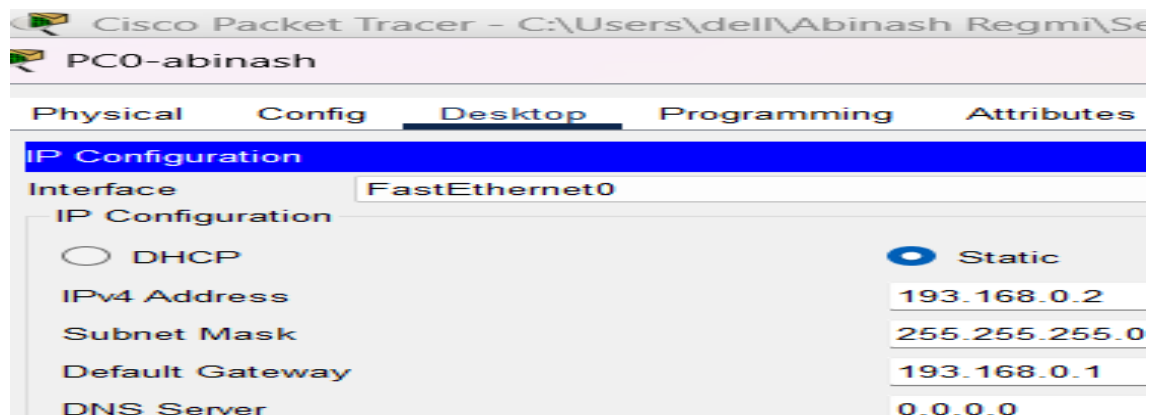 Cisco Packet Tracer - C:\Users\dell\Abinash Regmi\Se
PC0-abinash
Physical Config Desktop Programming Attributes
IP Configuration
Interface FastEthernet0
IP Configuration
DHCP Static
IPv4 Address 193.168.0.2
Subnet Mask 255.255.255.0
Default Gateway 193.168.0.1
DNS Server 0.0.0.0